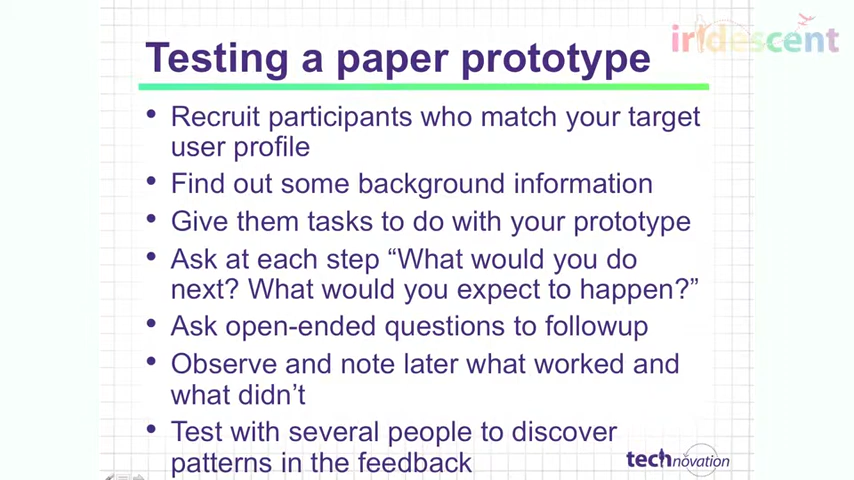 iridescent
Testing a paper prototype
• Recruit participants who match your target
user profile
• Find out some background information
• Give them tasks to do with your prototype
• Ask at each step “What would you do
next? What would you expect to happen?”
• Ask open-ended questions to followup
• Observe and note later what worked and
what didn’t
• Test with several people to discover
patterns in the feedback
technovation